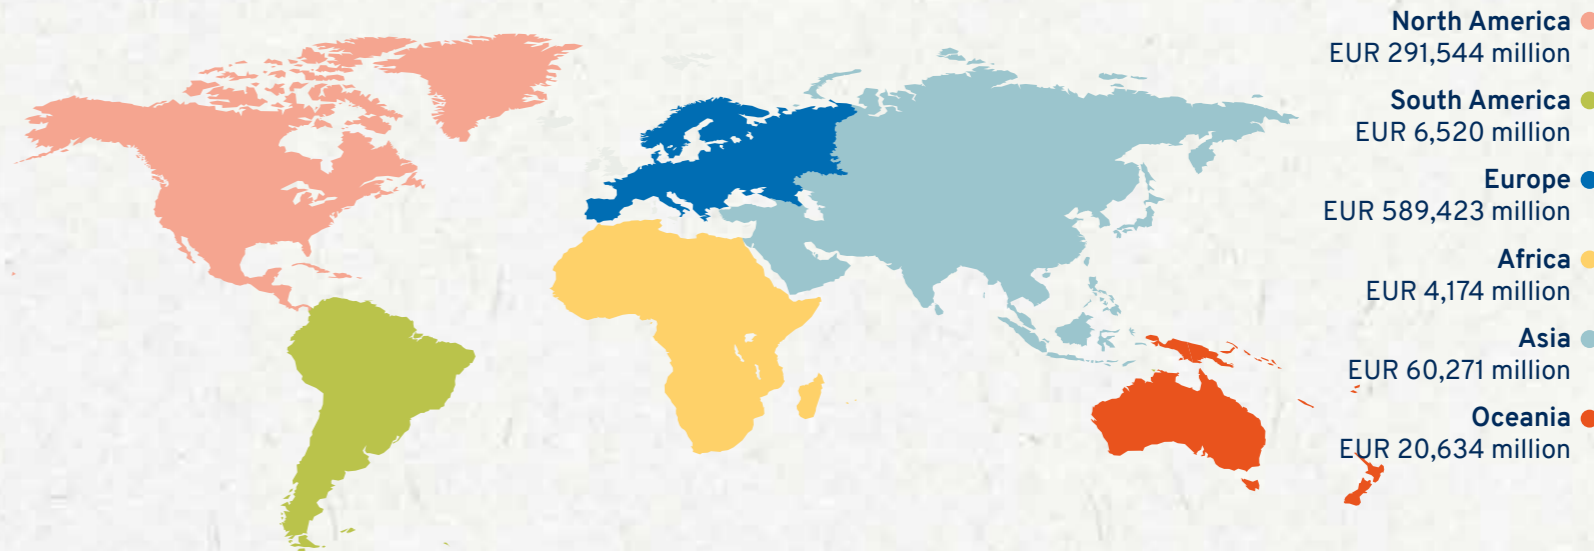 North America
EUR 291,544 million
South America
EUR 6,520 million
Europe
EUR 589,423 million
Africa
EUR 4,174 million
Asia
EUR 60,271 million
Oceania
EUR 20,634 million